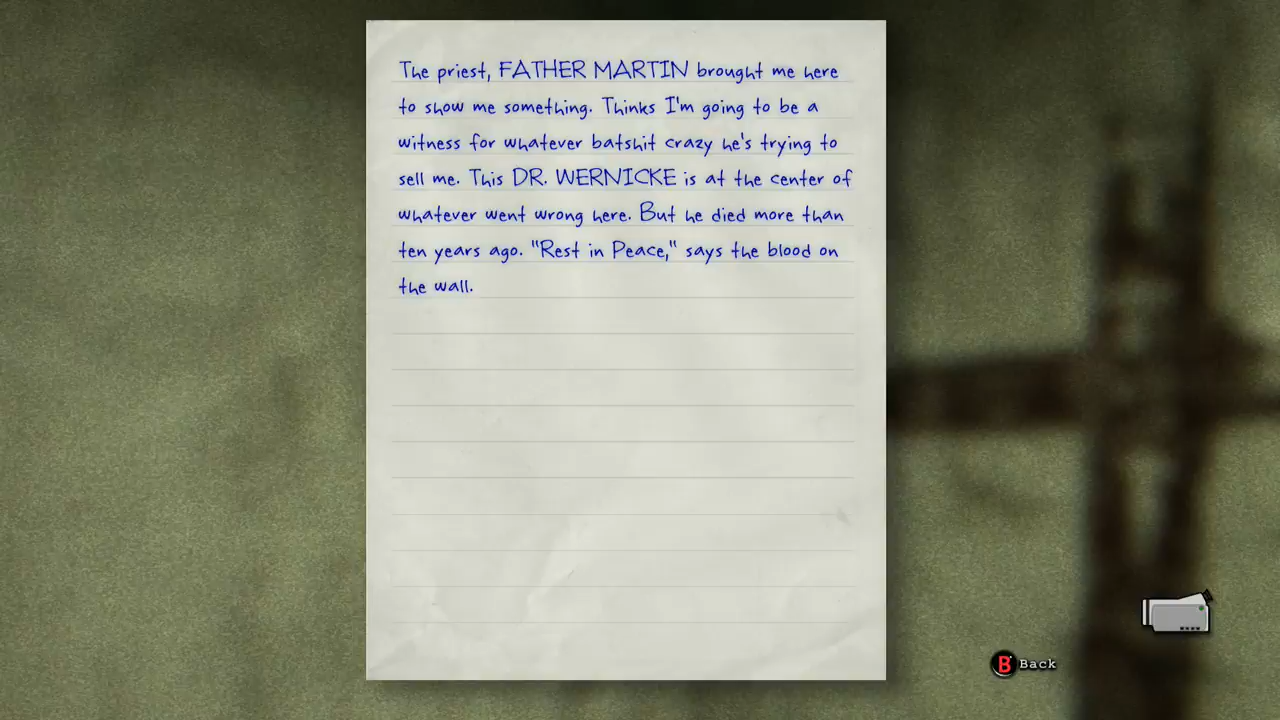 The priest, FATHER MARTIN brought me here
to show me something. Thinks I'm going to be a
witness for whatever batshit crazy he's trying to
sell me. This DR. WERNICKE is at the center of
whatever went wrong here. But he died more than
ten years ago. "Rest in Peace," says the blood on
the wall.
B Back